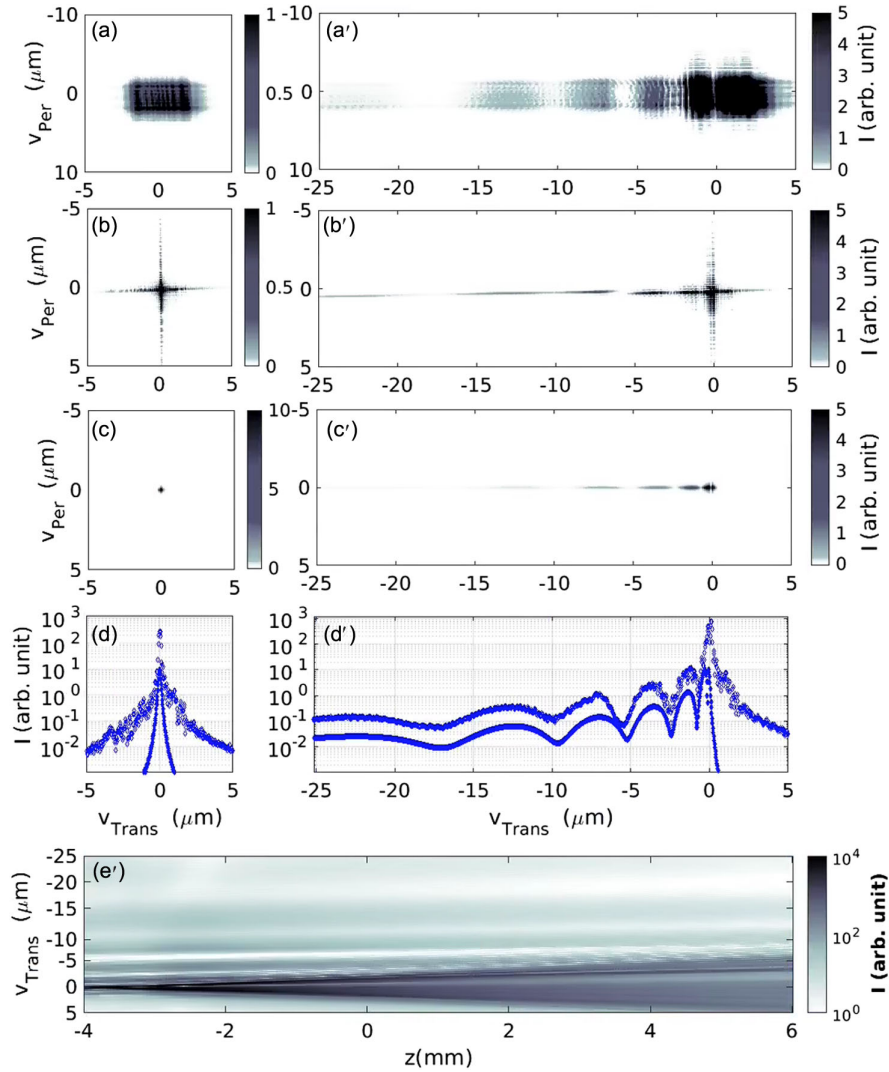 (a) (a′)
-10 0 10
v_Per (μm)
1 0.5 0
5 4 3 2 1 0
I (arb. unit)
-5 0 5
-25 -20 -15 -10 -5 0 5
(b) (b′)
-5 0 5
v_Per (μm)
1 0.5 0
5 4 3 2 1 0
I (arb. unit)
-5 0 5
-25 -20 -15 -10 -5 0 5
(c) (c′)
-5 0 5
v_Per (μm)
10 5 0
-5 0 5
5 4 3 2 1 0
I (arb. unit)
-5 0 5
-25 -20 -15 -10 -5 0 5
(d) (d′)
I (arb. unit)
10^3 10^2 10^1 10^0 10^-1 10^-2
10^3 10^2 10^1 10^0 10^-1 10^-2
-5 0 5
-25 -20 -15 -10 -5 0 5
v_Trans (μm) v_Trans (μm)
(e′)
v_Trans (μm)
-25 -20 -15 -10 -5 0 5
10^4 10^2 10^0
I (arb. unit)
-4 -2 0 2 4 6
z(mm)